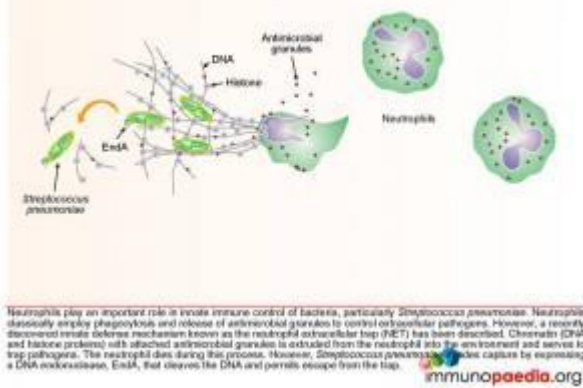 Antimicrobial
granules
DNA
Histone
Neutrophils
EndA
Streptococcus
pneumoniae
Neutrophils play an important role in innate immune control of bacteria, particularly Streptococcus pneumoniae. Neutrophils
classically employ phagocytosis and release of antimicrobial granules to control extracellular pathogens. However, a recently
discovered innate defense mechanism known as the neutrophil extracellular trap (NET) has been described. Chromatin (DNA
and histone proteins) with attached antimicrobial granules is extruded from the neutrophil into the environment and serves to
trap pathogens. The neutrophil dies during this process. However, Streptococcus capture by expressing
a DNA endonuclease, EndA, that cleaves the DNA and permits escape from the trap.
immunopaedia.org